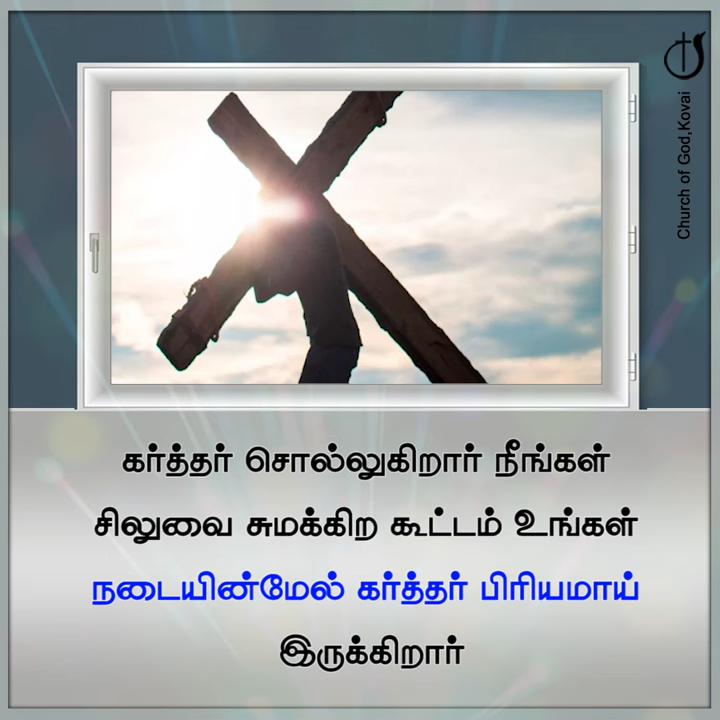 Church of God,Kovai
கர்த்தர் சொல்லுகிறார் நீங்கள்
சிலுவை சுமக்கிற கூட்டம் உங்கள்
நடையின்மேல் கர்த்தர் பிரியமாய்
இருக்கிறார்